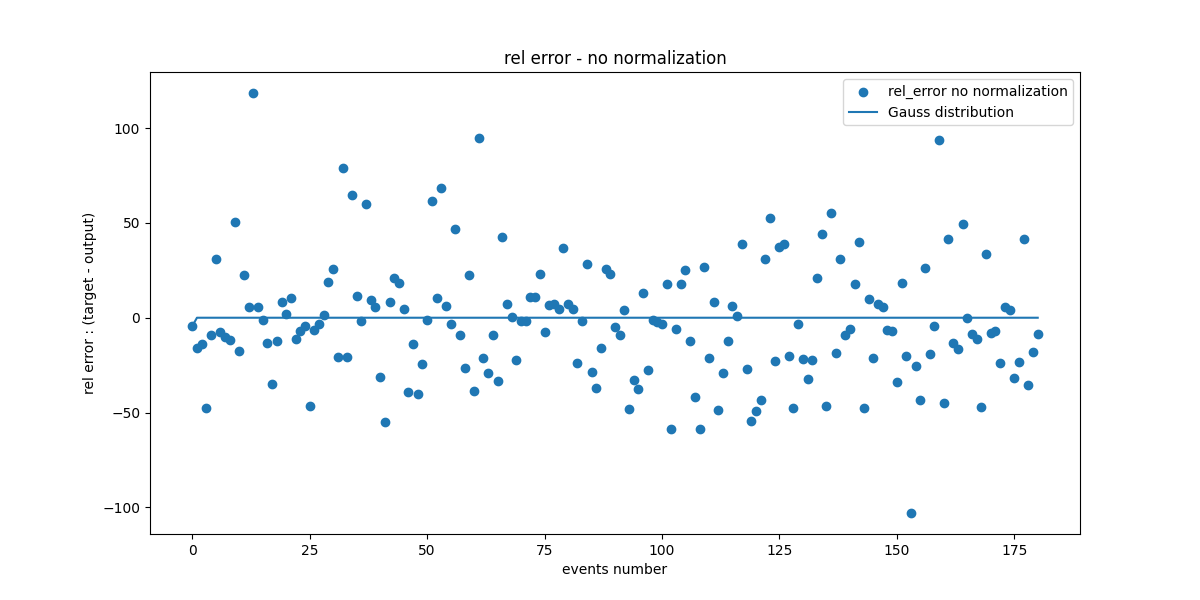 rel error - no normalization
rel_error no normalization
Gauss distribution
100
50
0
−50
−100
rel error : (target - output)
0 25 50 75 100 125 150 175
events number